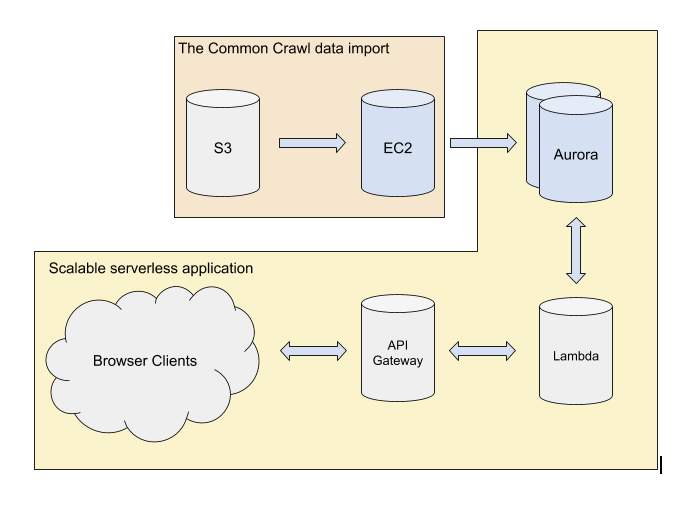 The Common Crawl data import
S3
EC2
Aurora
Scalable serverless application
Browser Clients
API
Gateway
Lambda